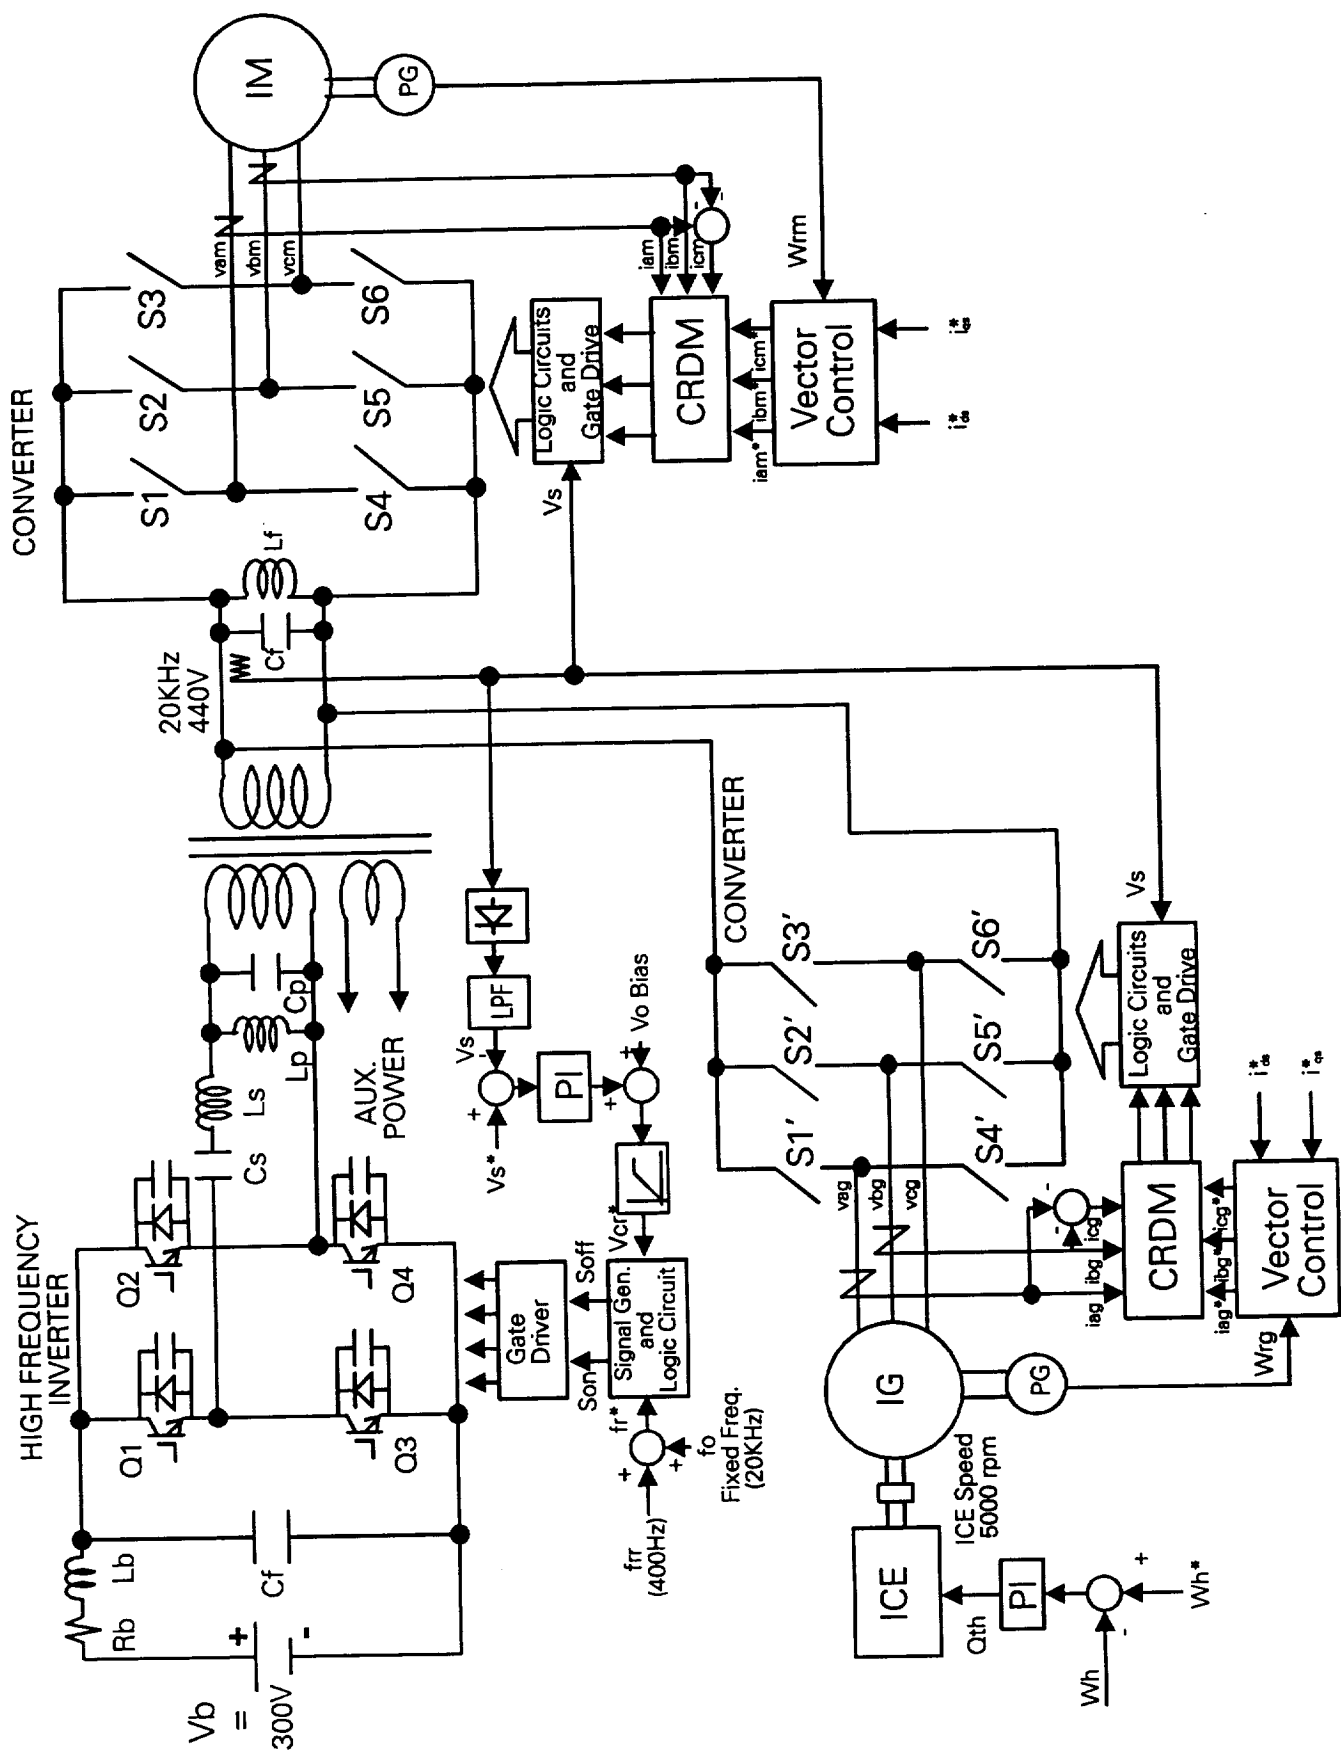 HIGH FREQUENCY
INVERTER
Vb
=
300V
+
-
Rb
Lb
Cf
Q1
Q2
Q3
Q4
Cs
Ls
Lp
Cp
AUX.
POWER
20KHz
440V
Cf
Lf
CONVERTER
S1
S2
S3
S4
S5
S6
vam
vbm
vcm
IM
PG
Gate
Driver
Son
Soff
Signal Gen.
and
Logic Circuit
fr*
+
+
frr
(400Hz)
fo
Fixed Freq.
(20KHz)
Vcr*
Vs*
+
-
Vs
PI
+
+
Vo Bias
LPF
Vs
Logic Circuits
and
Gate Drive
CRDM
iam
ibm
icm
-
-
iam*
ibm*
icm*
Vector
Control
Wrm
i*ds
i*qs
CONVERTER
S1'
S2'
S3'
S4'
S5'
S6'
vag
vbg
vcg
ICE
ICE Speed
5000 rpm
IG
PG
Qth
PI
Wh
-
+
Wh*
Wrg
iag
ibg
icg
-
-
CRDM
iag*
ibg*
icg*
Vector
Control
i*ds
i*qs
Logic Circuits
and
Gate Drive
Vs